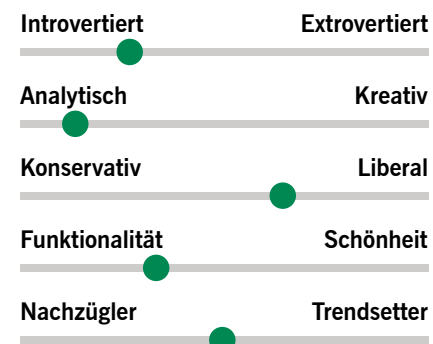 Introvertiert Extrovertiert
Analytisch Kreativ
Konservativ Liberal
Funktionalität Schönheit
Nachzügler Trendsetter